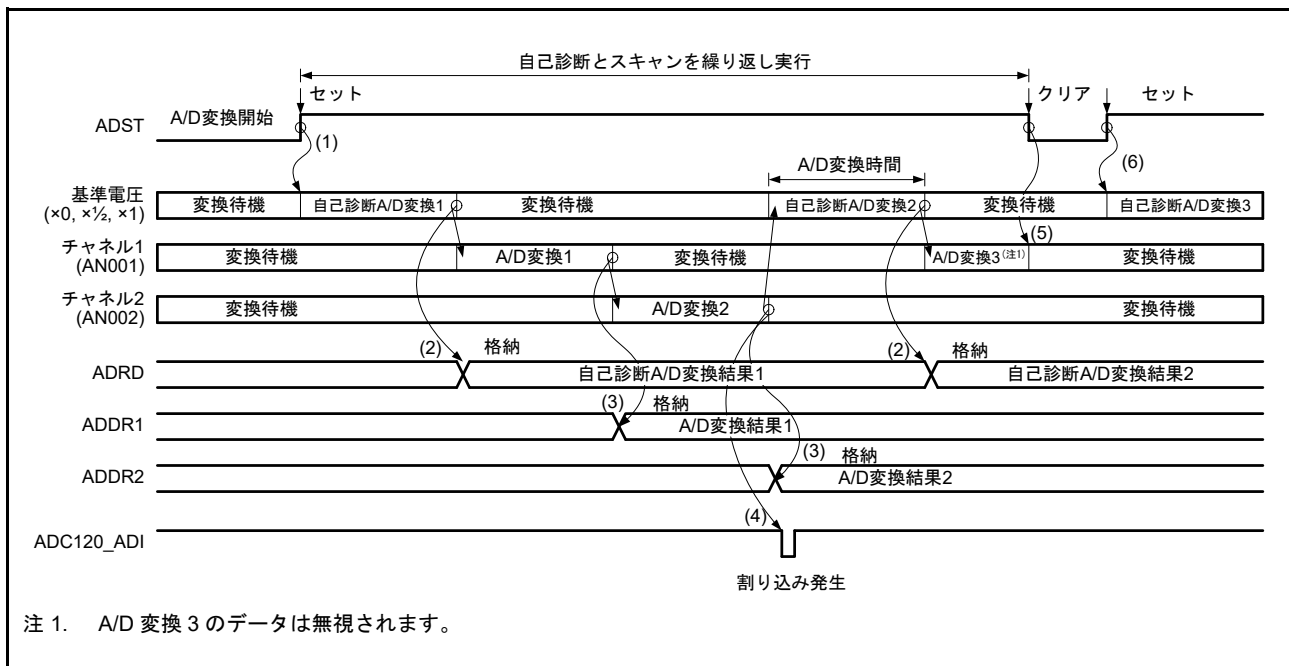 自己診断とスキャンを繰り返し実行
セット
クリア
セット
ADST
A/D変換開始
(1)
(6)
A/D変換時間
基準電圧
(×0, ×½, ×1)
変換待機
自己診断A/D変換1
変換待機
自己診断A/D変換2
変換待機
自己診断A/D変換3
(5)
チャネル1
(AN001)
変換待機
A/D変換1
変換待機
A/D変換3(注1)
変換待機
チャネル2
(AN002)
変換待機
A/D変換2
変換待機
(2)
格納
(2)
格納
ADRD
自己診断A/D変換結果1
自己診断A/D変換結果2
(3)
格納
ADDR1
A/D変換結果1
(3)
格納
ADDR2
A/D変換結果2
(4)
ADC120_ADI
割り込み発生
注 1. A/D 変換 3 のデータは無視されます。